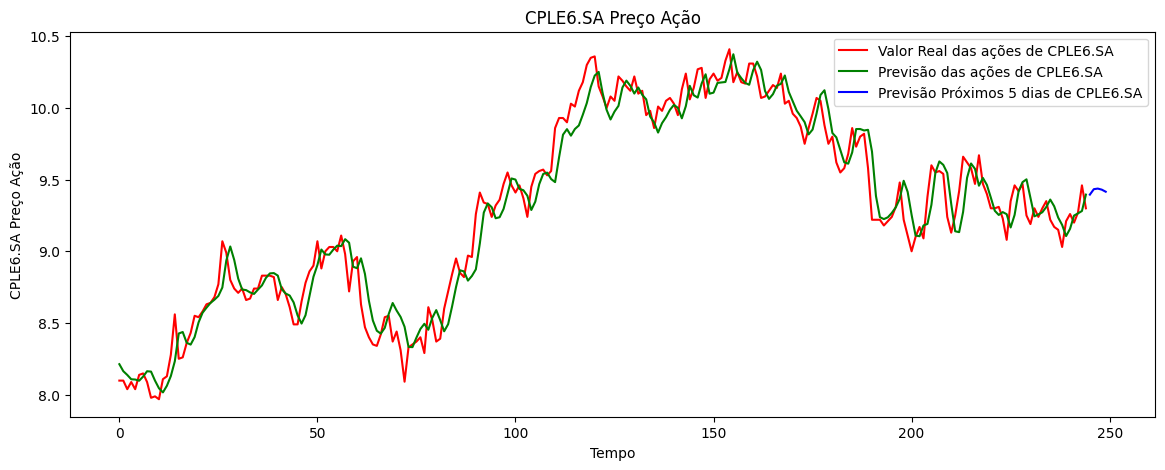 CPLE6.SA Preço Ação
Valor Real das ações de CPLE6.SA
Previsão das ações de CPLE6.SA
Previsão Próximos 5 dias de CPLE6.SA
CPLE6.SA Preço Ação
10.5
10.0
9.5
9.0
8.5
8.0
0
50
100
150
200
250
Tempo